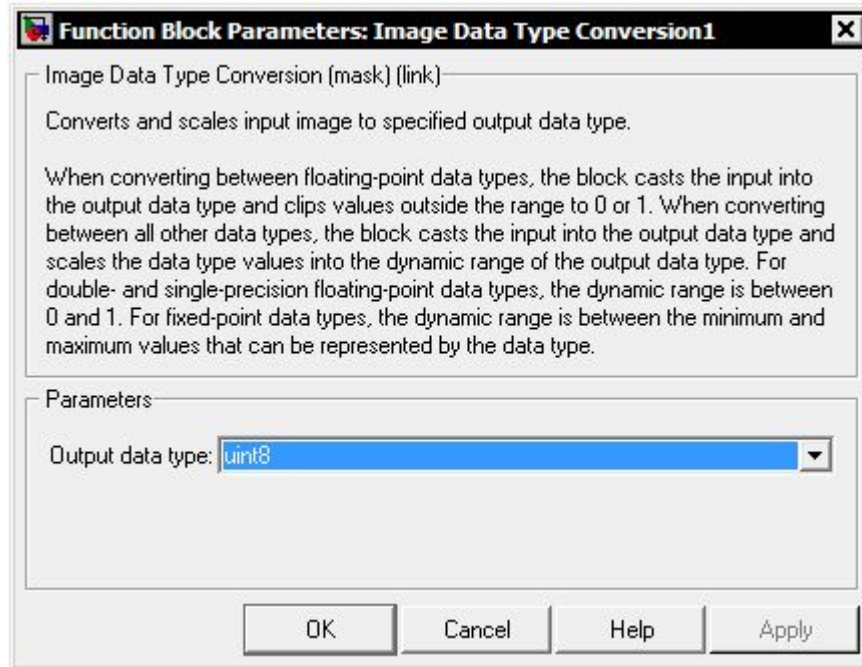 Function Block Parameters: Image Data Type Conversion1
Image Data Type Conversion (mask) (link)
Converts and scales input image to specified output data type.
When converting between floating-point data types, the block casts the input into
the output data type and clips values outside the range to 0 or 1. When converting
between all other data types, the block casts the input into the output data type and
scales the data type values into the dynamic range of the output data type. For
double- and single-precision floating-point data types, the dynamic range is between
0 and 1. For fixed-point data types, the dynamic range is between the minimum and
maximum values that can be represented by the data type.
Parameters
Output data type: uint8
OK Cancel Help Apply